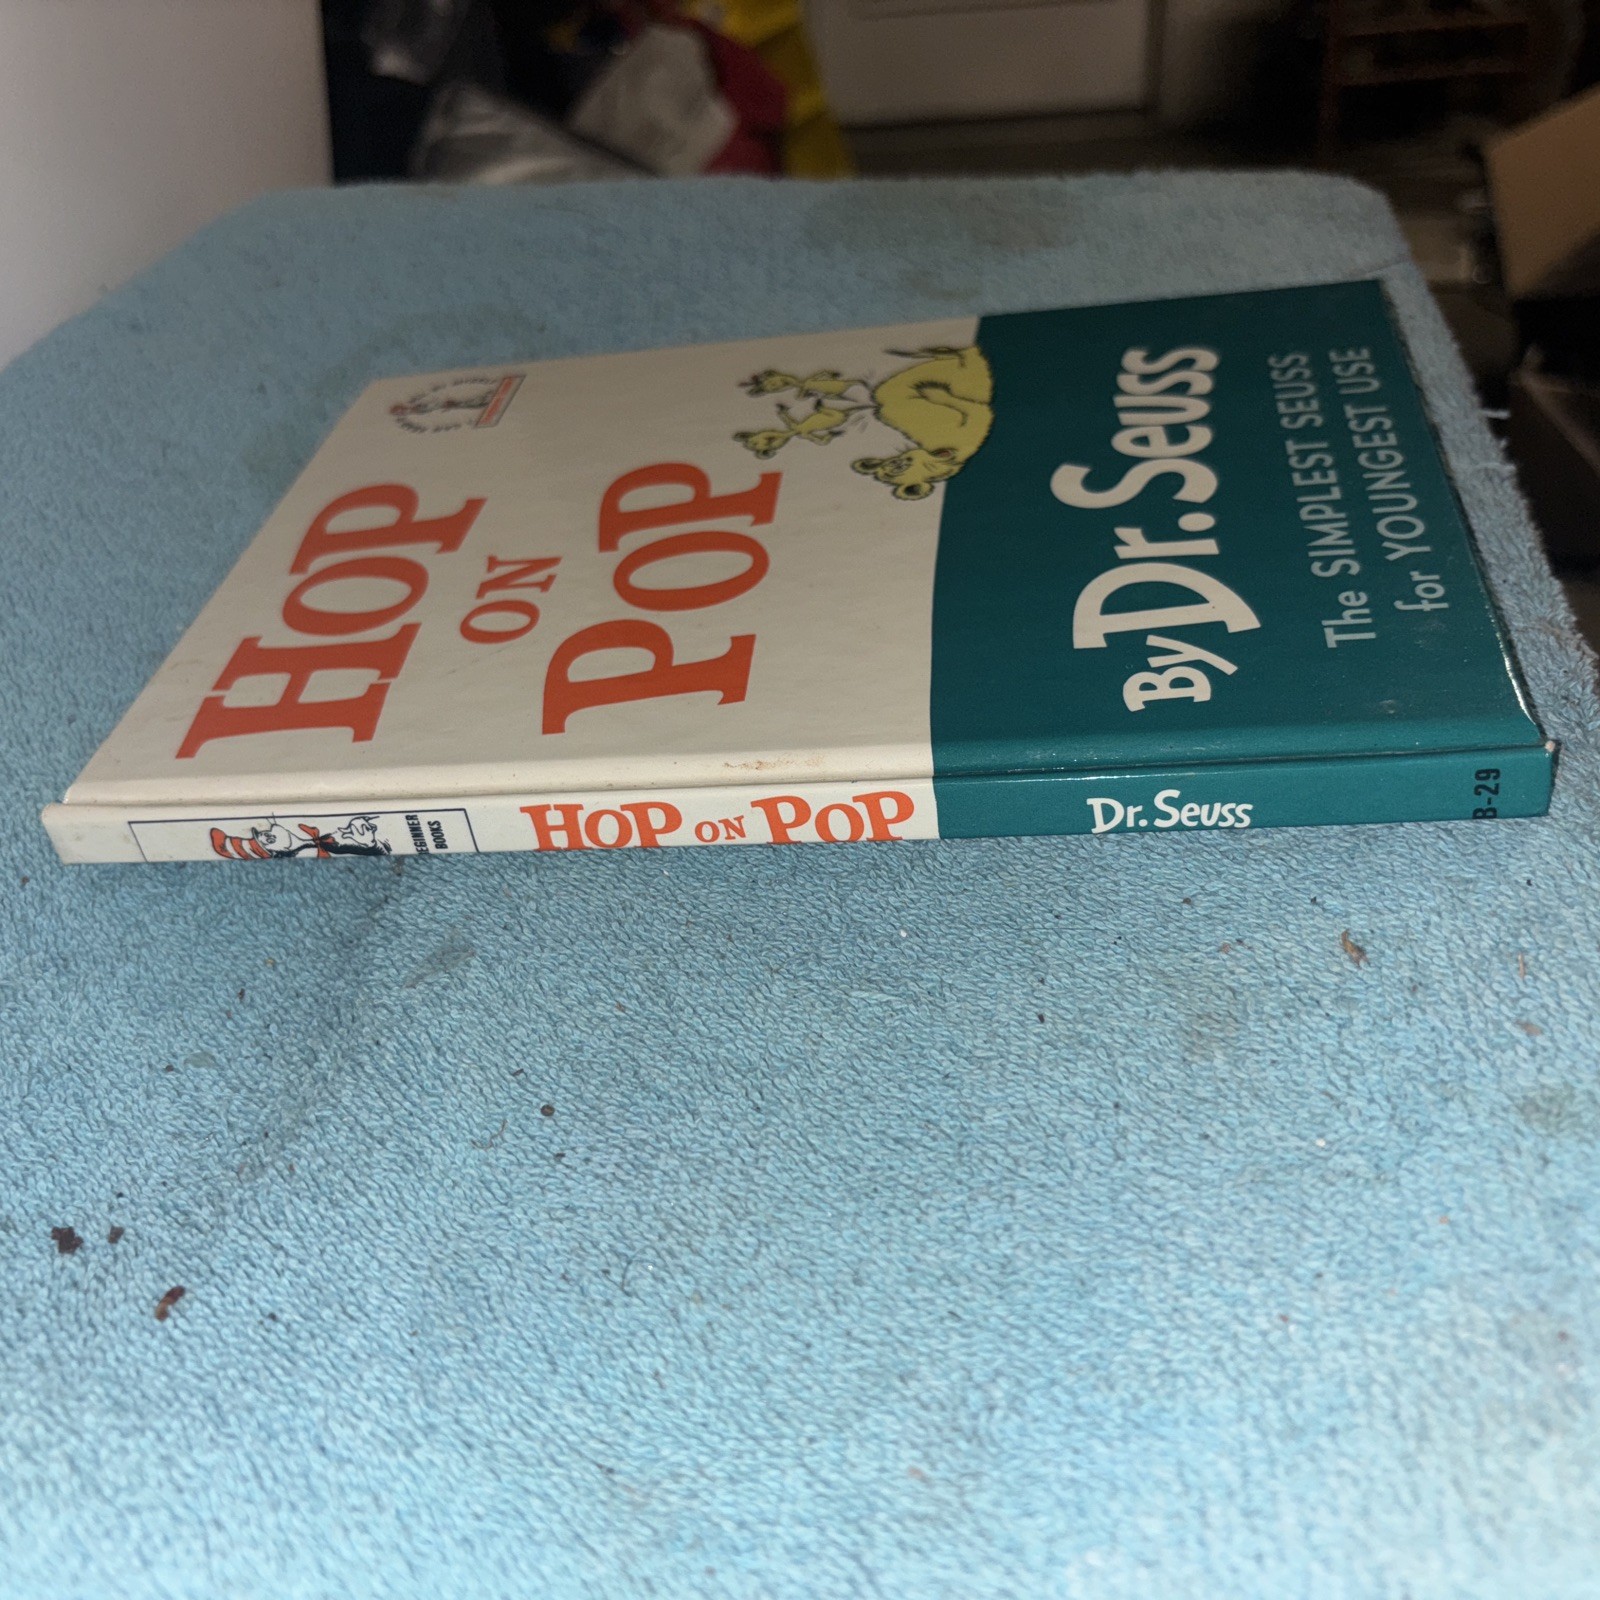 HOP
ON
POP
By Dr. Seuss
The SIMPLEST SEUSS
for YOUNGEST USE
BEGINNER
BOOKS
HOP ON POP
Dr. Seuss
B-29